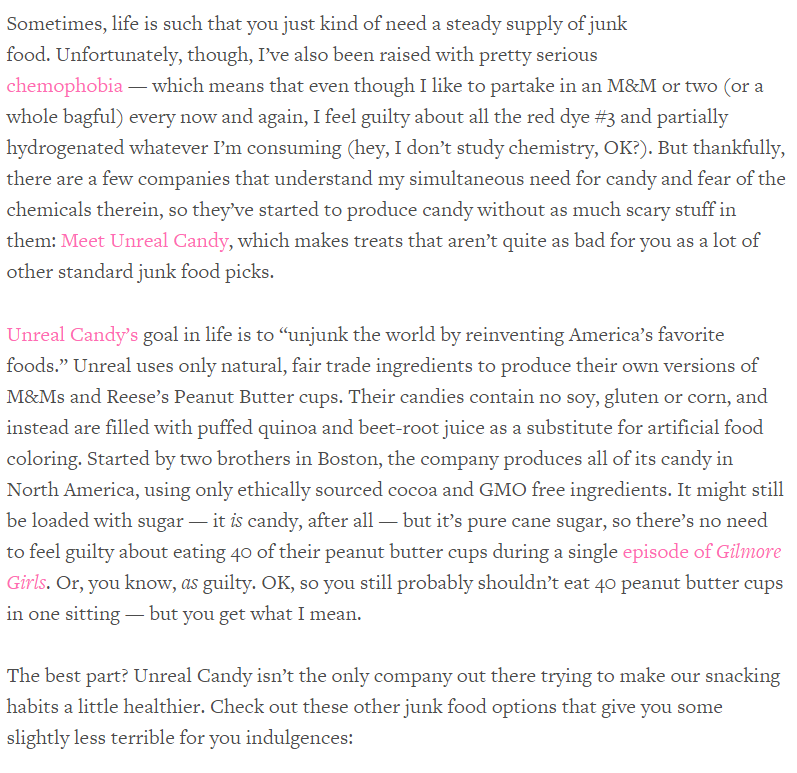 Sometimes, life is such that you just kind of need a steady supply of junk
food. Unfortunately, though, I’ve also been raised with pretty serious
chemophobia — which means that even though I like to partake in an M&M or two (or a
whole bagful) every now and again, I feel guilty about all the red dye #3 and partially
hydrogenated whatever I’m consuming (hey, I don’t study chemistry, OK?). But thankfully,
there are a few companies that understand my simultaneous need for candy and fear of the
chemicals therein, so they’ve started to produce candy without as much scary stuff in
them: Meet Unreal Candy, which makes treats that aren’t quite as bad for you as a lot of
other standard junk food picks.
Unreal Candy’s goal in life is to “unjunk the world by reinventing America’s favorite
foods.” Unreal uses only natural, fair trade ingredients to produce their own versions of
M&Ms and Reese’s Peanut Butter cups. Their candies contain no soy, gluten or corn, and
instead are filled with puffed quinoa and beet-root juice as a substitute for artificial food
coloring. Started by two brothers in Boston, the company produces all of its candy in
North America, using only ethically sourced cocoa and GMO free ingredients. It might still
be loaded with sugar — it is candy, after all — but it’s pure cane sugar, so there’s no need
to feel guilty about eating 40 of their peanut butter cups during a single episode of Gilmore
Girls. Or, you know, as guilty. OK, so you still probably shouldn’t eat 40 peanut butter cups
in one sitting — but you get what I mean.
The best part? Unreal Candy isn’t the only company out there trying to make our snacking
habits a little healthier. Check out these other junk food options that give you some
slightly less terrible for you indulgences: